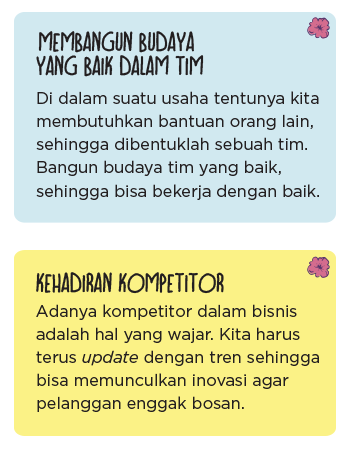 MEMBANGUN BUDAYA
YANG BAIK DALAM TIM
Di dalam suatu usaha tentunya kita
membutuhkan bantuan orang lain,
sehingga dibentuklah sebuah tim.
Bangun budaya tim yang baik,
sehingga bisa bekerja dengan baik.
KEHADIRAN KOMPETITOR
Adanya kompetitor dalam bisnis
adalah hal yang wajar. Kita harus
terus update dengan tren sehingga
bisa memunculkan inovasi agar
pelanggan enggak bosan.